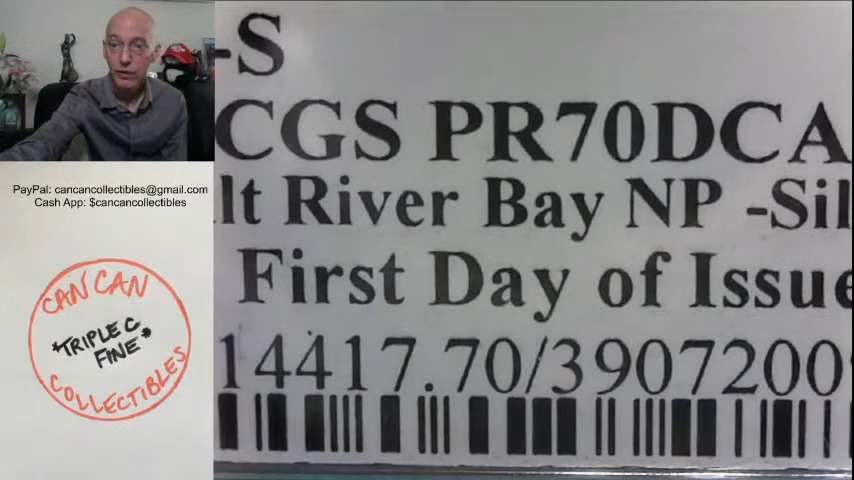 -S
CGS PR70DCA
lt River Bay NP -Sil
First Day of Issue
14417.70/3907200
PayPal: cancancollectibles@gmail.com
Cash App: $cancancollectibles
CAN CAN
*TRIPLE C
FINE*
COLLECTIBLES